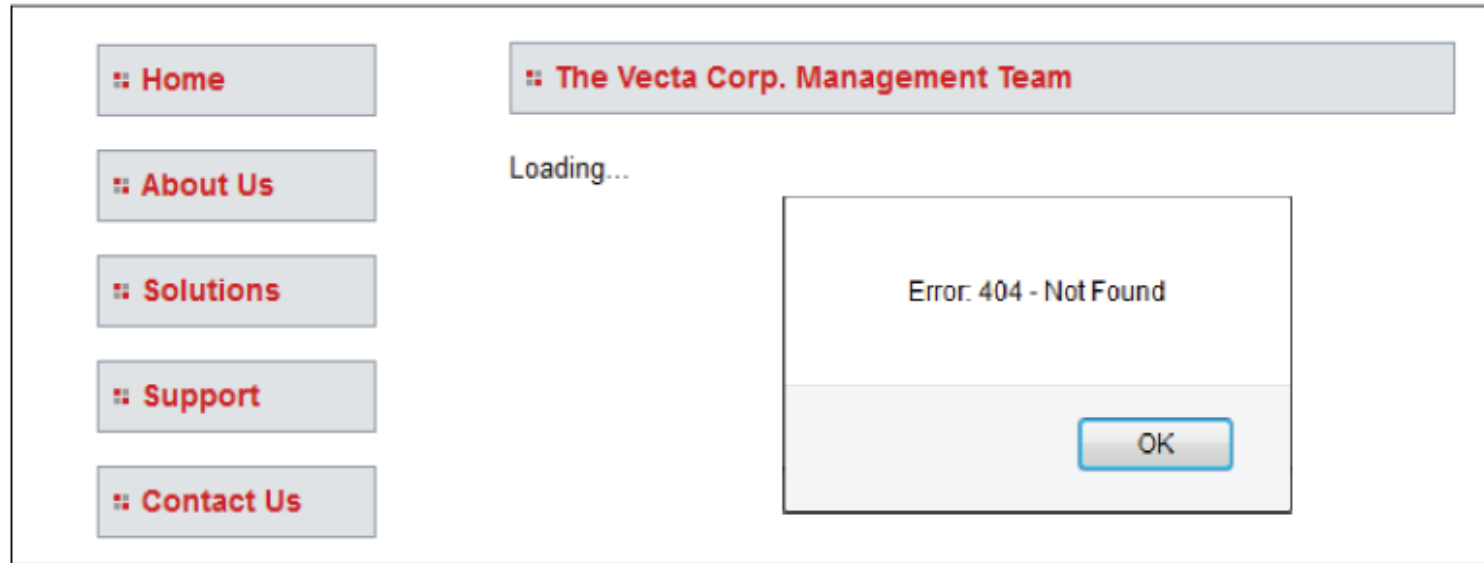 Home
About Us
Solutions
Support
Contact Us
The Vecta Corp. Management Team
Loading...
Error: 404 - Not Found
OK